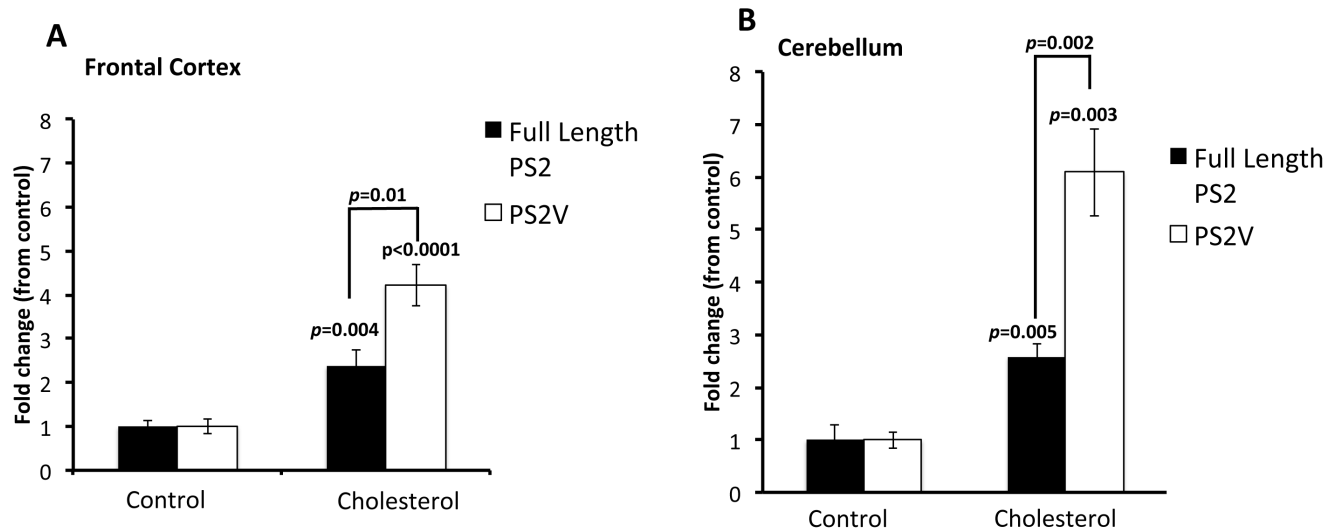 A
Frontal Cortex
Fold change (from control)
8
7
6
5
4
3
2
1
0
p=0.01
p<0.0001
p=0.004
Control
Cholesterol
Full Length
PS2
PS2V
B
Cerebellum
Fold change (from control)
8
7
6
5
4
3
2
1
0
p=0.002
p=0.003
p=0.005
Control
Cholesterol
Full Length
PS2
PS2V